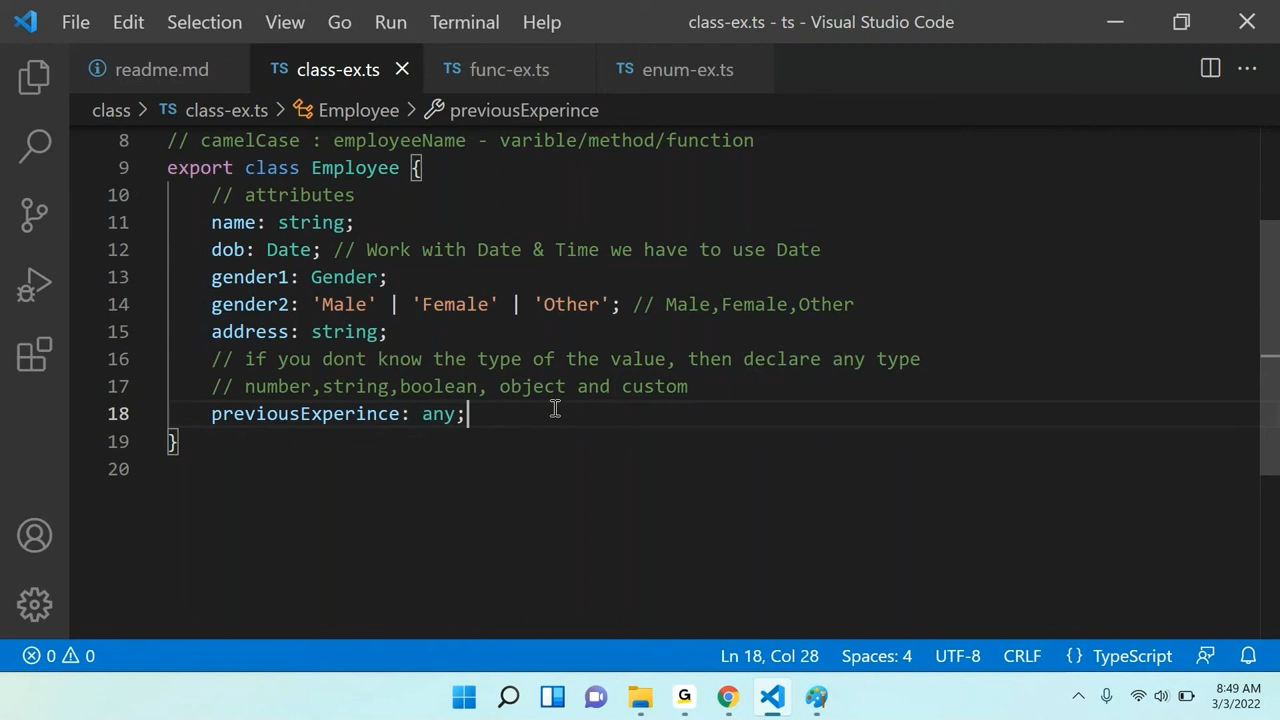 File Edit Selection View Go Run Terminal Help class-ex.ts - ts - Visual Studio Code
readme.md TS class-ex.ts TS func-ex.ts TS enum-ex.ts
class > TS class-ex.ts > Employee > previousExperince
8 // camelCase : employeeName - varible/method/function
9 export class Employee {
10 // attributes
11 name: string;
12 dob: Date; // Work with Date & Time we have to use Date
13 gender1: Gender;
14 gender2: 'Male' | 'Female' | 'Other'; // Male,Female,Other
15 address: string;
16 // if you dont know the type of the value, then declare any type
17 // number,string,boolean, object and custom
18 previousExperince: any;
19 }
20
0 0 Ln 18, Col 28 Spaces: 4 UTF-8 CRLF {} TypeScript
G 8:49 AM
3/3/2022